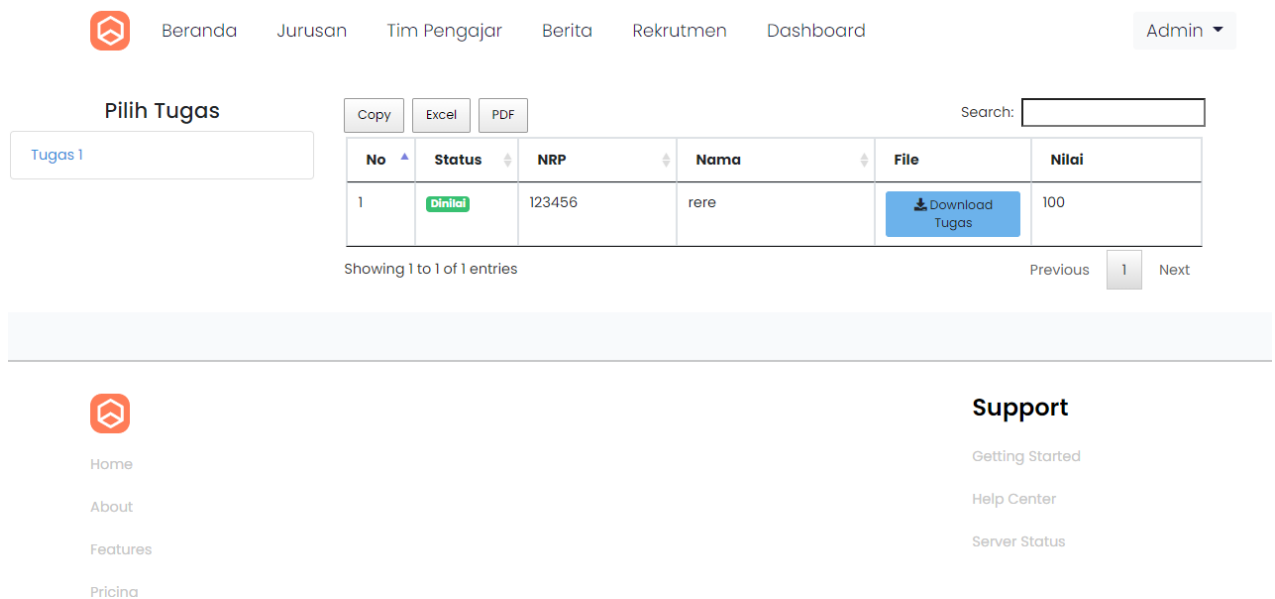 Beranda Jurusan Tim Pengajar Berita Rekrutmen Dashboard Admin
Pilih Tugas
Tugas 1
Copy Excel PDF Search:
No Status NRP Nama File Nilai
1 Dinilai 123456 rere Download Tugas 100
Showing 1 to 1 of 1 entries Previous 1 Next
Home
About
Features
Pricing
Support
Getting Started
Help Center
Server Status